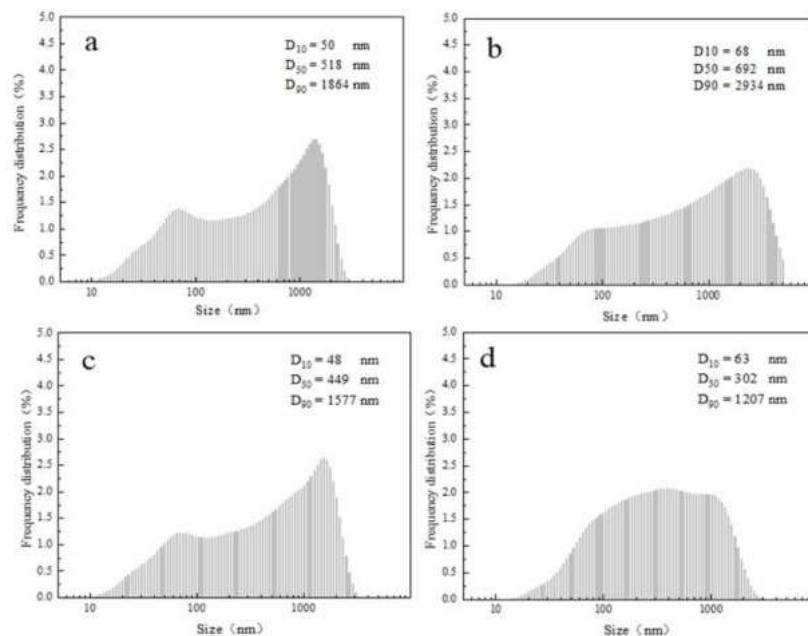 a
D10 = 50 nm
D50 = 518 nm
D90 = 1864 nm
Frequency distribution (%)
5.0
4.5
4.0
3.5
3.0
2.5
2.0
1.5
1.0
0.5
0.0
10 100 1000
Size (nm)
b
D10 = 68 nm
D50 = 692 nm
D90 = 2934 nm
Frequency distribution (%)
5.0
4.5
4.0
3.5
3.0
2.5
2.0
1.5
1.0
0.5
0.0
10 100 1000
Size (nm)
c
D10 = 48 nm
D50 = 449 nm
D90 = 1577 nm
Frequency distribution (%)
5.0
4.5
4.0
3.5
3.0
2.5
2.0
1.5
1.0
0.5
0.0
10 100 1000
Size (nm)
d
D10 = 63 nm
D50 = 302 nm
D90 = 1207 nm
Frequency distribution (%)
5.0
4.5
4.0
3.5
3.0
2.5
2.0
1.5
1.0
0.5
0.0
10 100 1000
Size (nm)